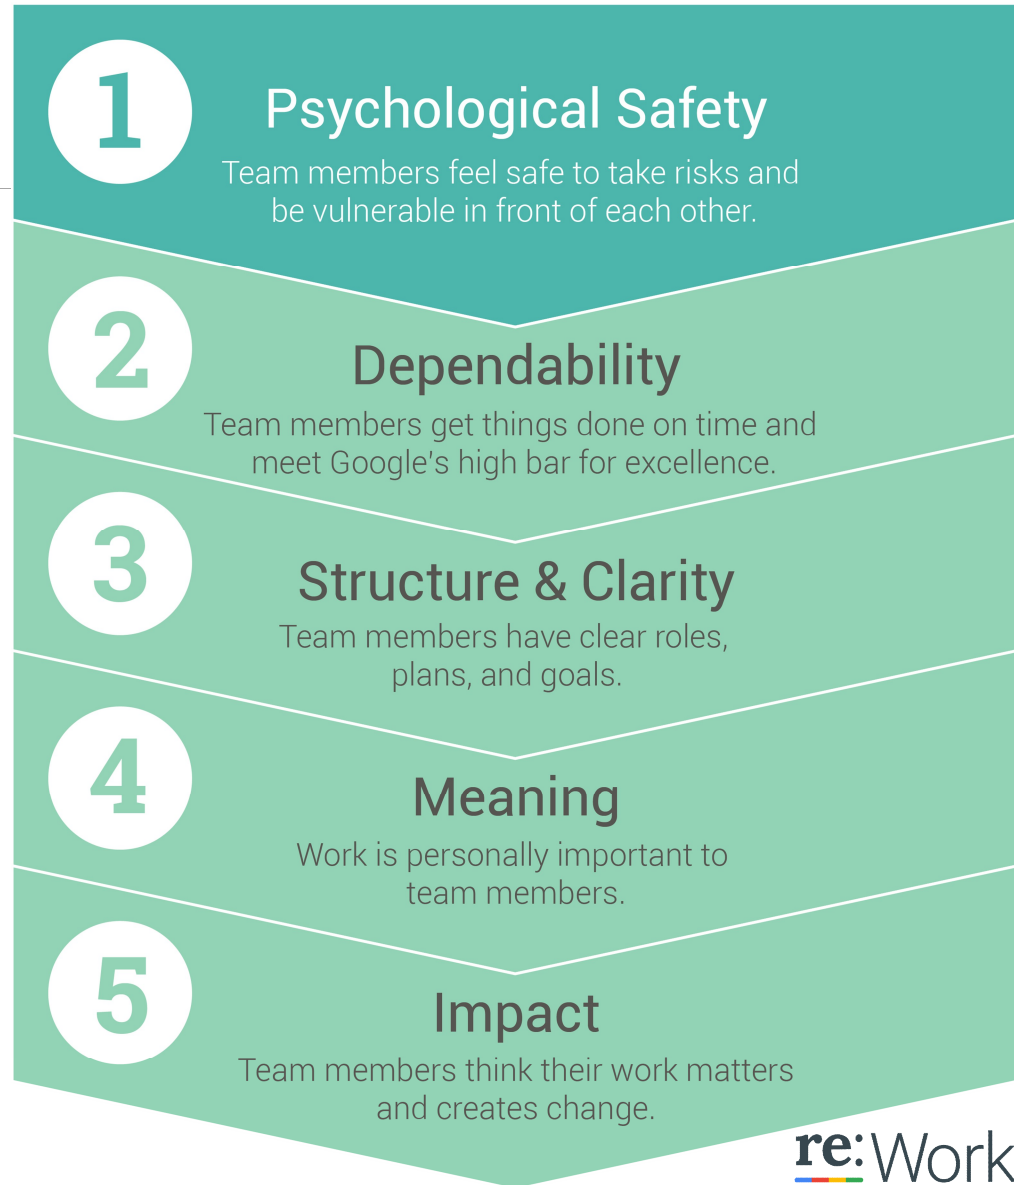 1
Psychological Safety
Team members feel safe to take risks and
be vulnerable in front of each other.
2
Dependability
Team members get things done on time and
meet Google's high bar for excellence.
3
Structure & Clarity
Team members have clear roles,
plans, and goals.
4
Meaning
Work is personally important to
team members.
5
Impact
Team members think their work matters
and creates change.
re:Work